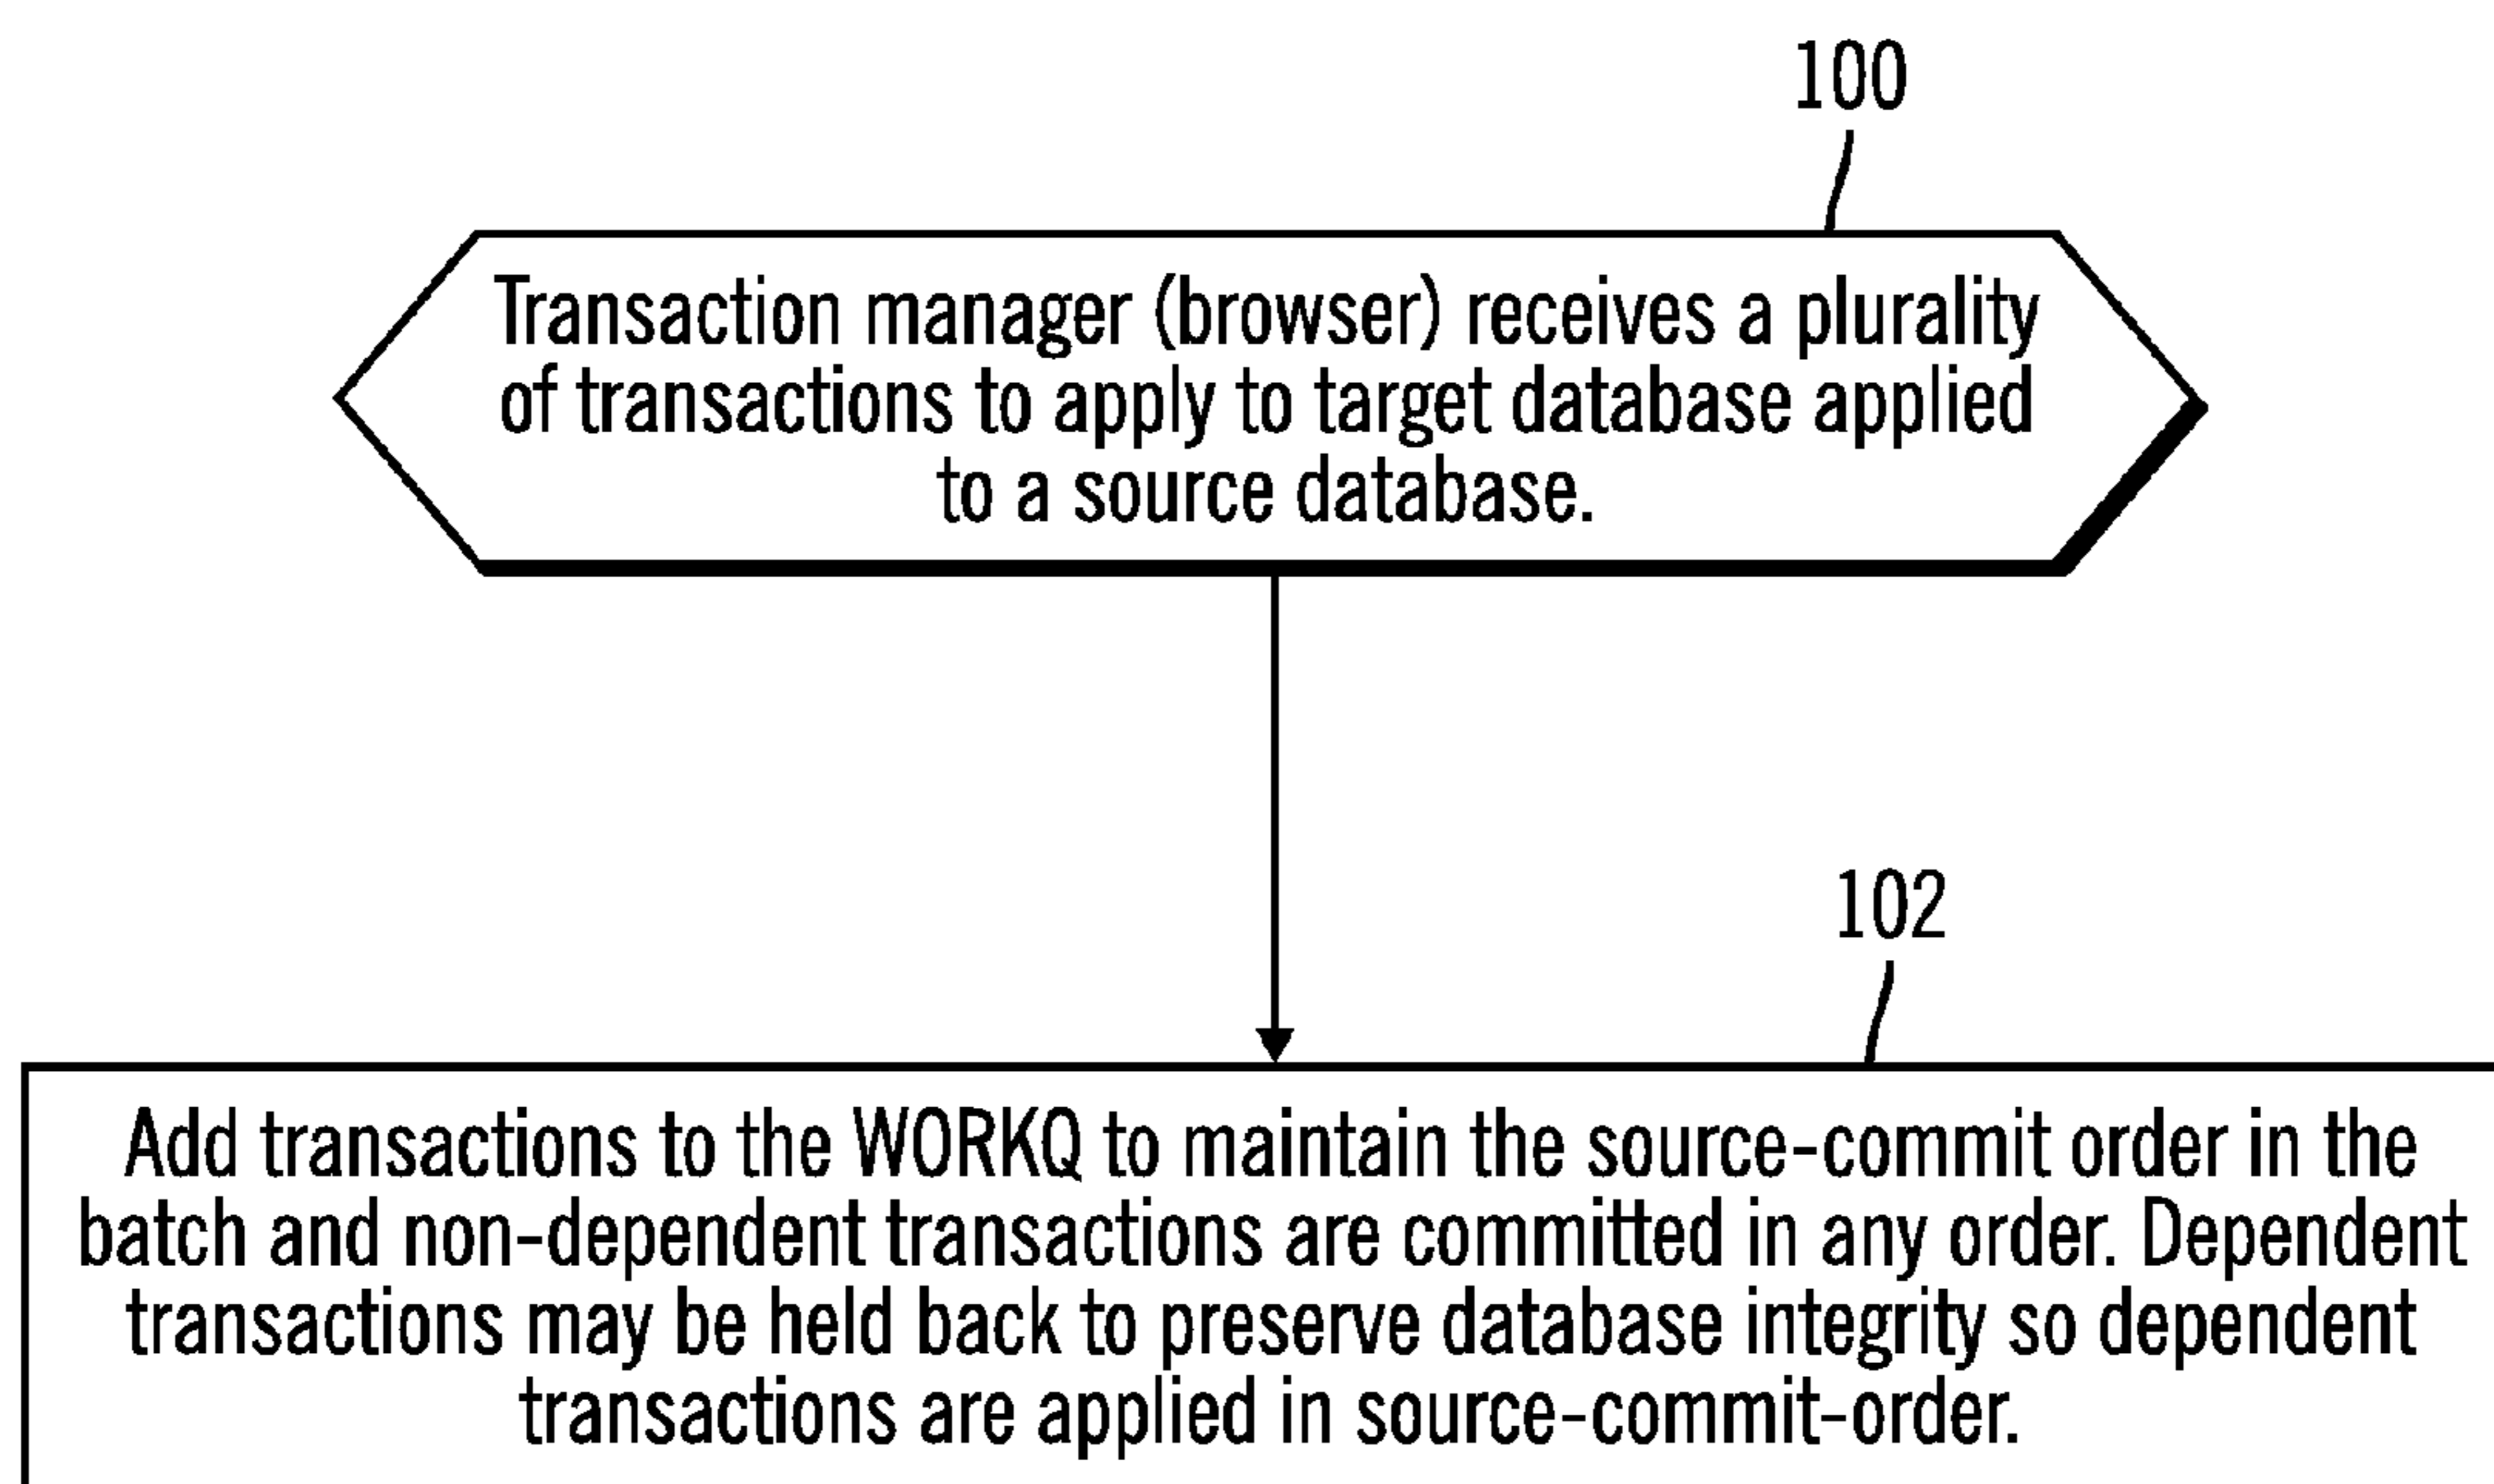 100
Transaction manager (browser) receives a plurality
of transactions to apply to target database applied
to a source database.
102
Add transactions to the WORKQ to maintain the source-commit order in the
batch and non-dependent transactions are committed in any order. Dependent
transactions may be held back to preserve database integrity so dependent
transactions are applied in source-commit-order.